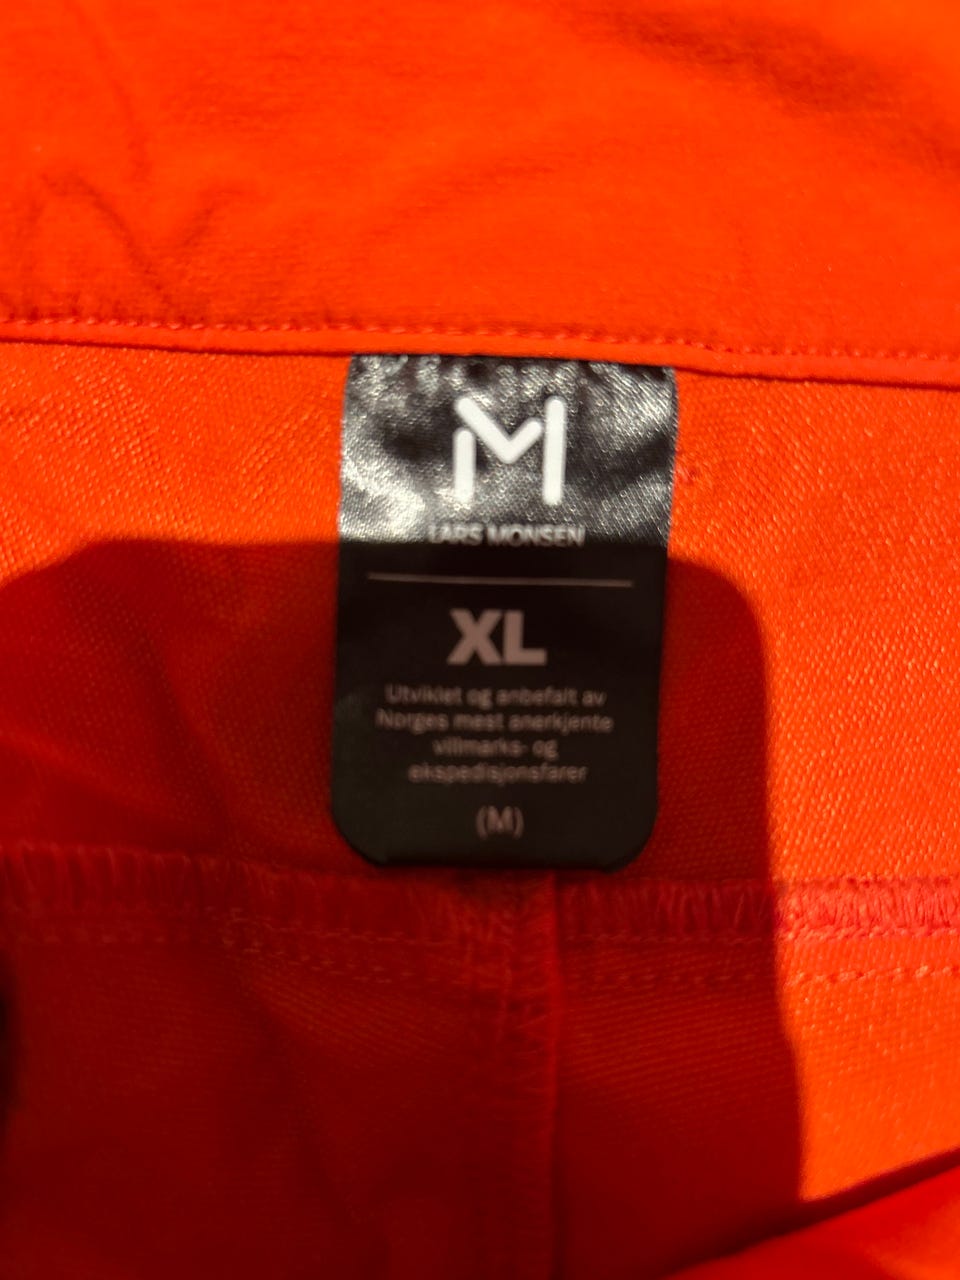 M
LARS MONSEN
XL
Utviklet og anbefalt av
Norges mest anerkjente
villmarks- og
ekspedisjonsfarer
(M)